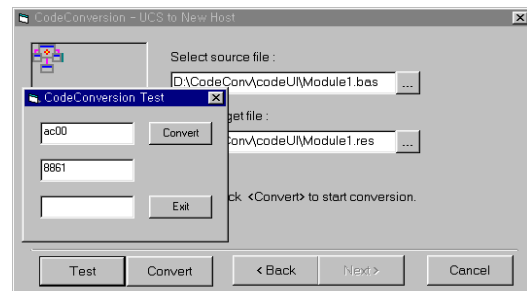 CodeConversion - UCS to New Host
Select source file :
D:\CodeConv\codeUI\Module1.bas
...
CodeConversion Test
get file :
Conv\codeUI\Module1.res
...
ac00
Convert
8861
Exit
ck <Convert> to start conversion.
Test
Convert
< Back
Next >
Cancel